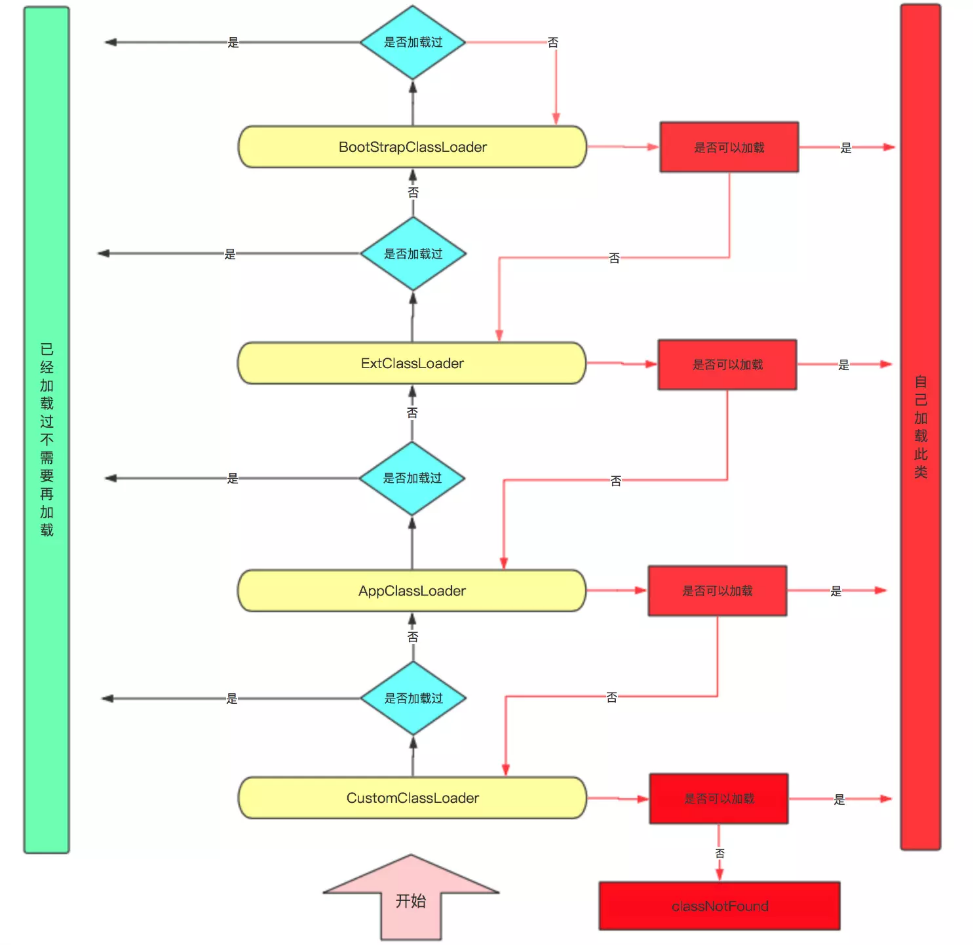 是否加载过
是
否
BootStrapClassLoader
是否可以加载
是
否
是否加载过
是
否
ExtClassLoader
是否可以加载
是
否
是否加载过
是
否
AppClassLoader
是否可以加载
是
否
是否加载过
是
否
CustomClassLoader
是否可以加载
是
否
classNotFound
开始
已经加载过不需要再加载
自己加载此类